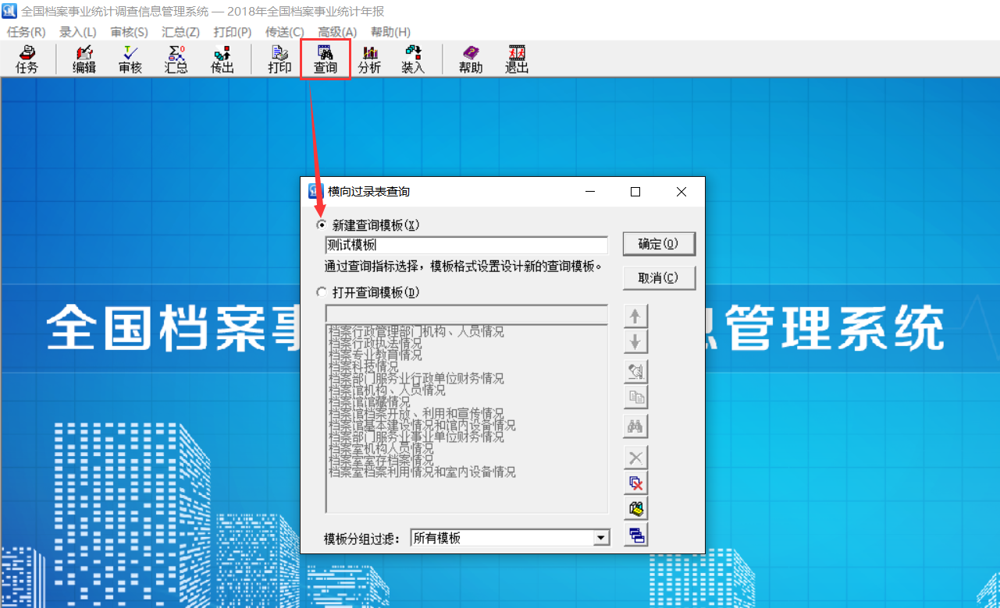 全国档案事业统计调查信息管理系统 — 2018年全国档案事业统计年报
任务(R) 录入(L) 审核(S) 汇总(Z) 打印(P) 传送(C) 高级(A) 帮助(H)
任务 编辑 审核 汇总 传出 打印 查询 分析 装入 帮助 退出
横向过录表查询
新建查询模板(X)
测试模板
确定(O)
通过查询指标选择，模板格式设置设计新的查询模板。
取消(C)
打开查询模板(D)
全国档案事
息管理系统
档案行政管理部门机构、人员情况
档案行政执法情况
档案专业教育情况
档案科技情况
档案部门服务业行政单位财务情况
档案馆机构、人员情况
档案馆馆藏情况
档案馆档案开放、利用和宣传情况
档案馆基本建设情况和馆内设备情况
档案部门服务业事业单位财务情况
档案室机构人员情况
档案室室存档案情况
档案室档案利用情况和室内设备情况
模板分组过滤：
所有模板